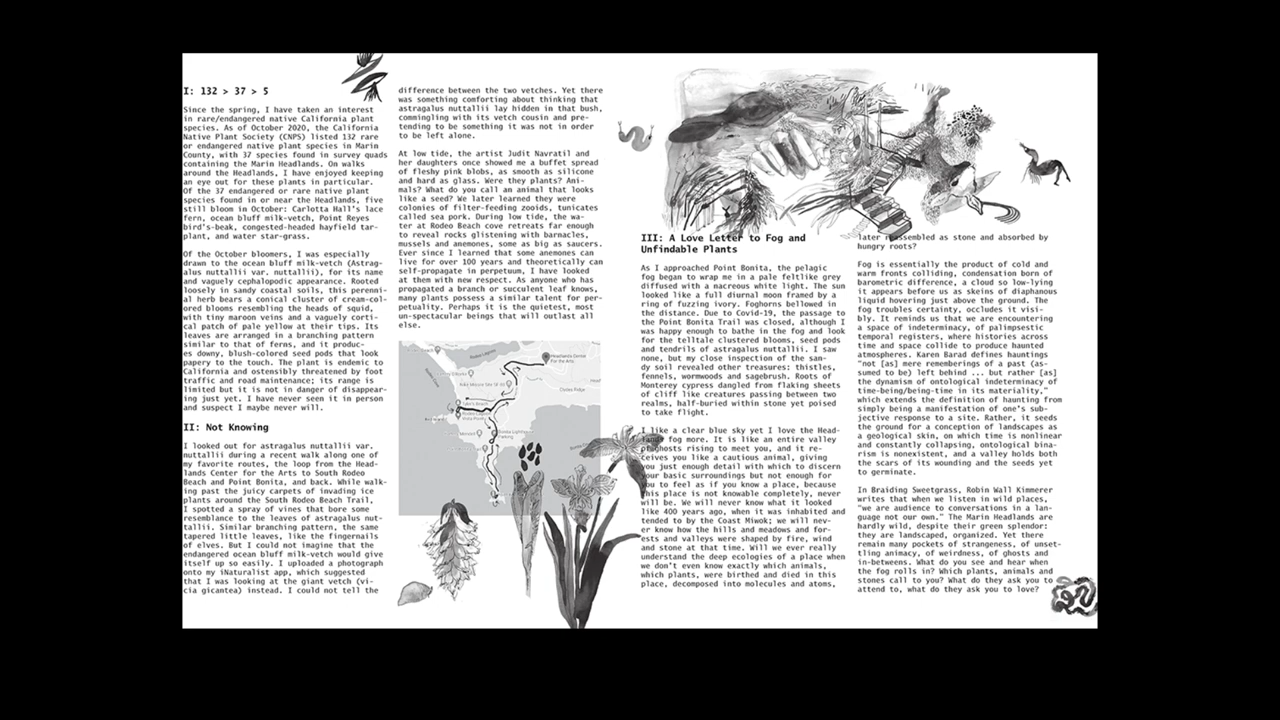 I: 132 > 37 > 5
Since the spring, I have taken an interest
in rare/endangered native California plant
species. As of October 2020, the California
Native Plant Society (CNPS) listed 132 rare
or endangered native plant species in Marin
County, with 37 species found in survey quads
containing the Marin Headlands. On walks
around the Headlands, I have enjoyed keeping
an eye out for these plants in particular.
Of the 37 endangered or rare native plant
species found in or near the Headlands, five
still bloom in October: Carlotta Hall's lace
fern, ocean bluff milk-vetch, Point Reyes
bird's-beak, congested-headed hayfield tar-
plant, and water star-grass.
Of the October bloomers, I was especially
drawn to the ocean bluff milk-vetch (Astrag-
alus nuttallii var. nuttallii), for its name
and vaguely cephalopodic appearance. Rooted
loosely in sandy coastal soils, this perenni-
al herb bears a conical cluster of cream-col-
ored blooms resembling the heads of squid,
with tiny maroon veins and a vaguely corti-
cal patch of pale yellow at their tips. Its
leaves are arranged in a branching pattern
similar to that of ferns, and it produc-
es downy, blush-colored seed pods that look
papery to the touch. The plant is endemic to
California and ostensibly threatened by foot
traffic and road maintenance; its range is
limited but it is not in danger of disappear-
ing just yet. I have never seen it in person
and suspect I maybe never will.
II: Not Knowing
I looked out for astragalus nuttallii var.
nuttallii during a recent walk along one of
my favorite routes, the loop from the Head-
lands Center for the Arts to South Rodeo
Beach and Point Bonita, and back. While walk-
ing past the juicy carpets of invading ice
plants around the South Rodeo Beach Trail,
I spotted a spray of vines that bore some
resemblance to the leaves of astragalus nut-
tallii. Similar branching pattern, the same
tapered little leaves, like the fingernails
of elves. But I could not imagine that the
endangered ocean bluff milk-vetch would give
itself up so easily. I uploaded a photograph
onto my iNaturalist app, which suggested
that I was looking at the giant vetch (vi-
cia gigantea) instead. I could not tell the
difference between the two vetches. Yet there
was something comforting about thinking that
astragalus nuttallii lay hidden in that bush,
commingling with its vetch cousin and pre-
tending to be something it was not in order
to be left alone.
At low tide, the artist Judit Navratil and
her daughters once showed me a buffet spread
of fleshy pink blobs, as smooth as silicone
and hard as glass. Were they plants? Ani-
mals? What do you call an animal that looks
like a seed? We later learned they were
colonies of filter-feeding zooids, tunicates
called sea pork. During low tide, the wa-
ter at Rodeo Beach cove retreats far enough
to reveal rocks glistening with barnacles,
mussels and anemones, some as big as saucers.
Ever since I learned that some anemones can
live for over 100 years and theoretically can
self-propagate in perpetuum, I have looked
at them with new respect. As anyone who has
propagated a branch or succulent leaf knows,
many plants possess a similar talent for per-
petuity. Perhaps it is the quietest, most
un-spectacular beings that will outlast all
else.
Headlands Center
For the Arts
III: A Love Letter to Fog and
Unfindable Plants
As I approached Point Bonita, the pelagic
fog began to wrap me in a pale feltlike grey
diffused with a nacreous white light. The sun
looked like a full diurnal moon framed by a
ring of fuzzing ivory. Foghorns bellowed in
the distance. Due to Covid-19, the passage to
the Point Bonita Trail was closed, although I
was happy enough to bathe in the fog and look
for the telltale clustered blooms, seed pods
and tendrils of astragalus nuttallii. I saw
none, but my close inspection of the san-
dy soil revealed other treasures: thistles,
fennels, wormwoods and sagebrush. Roots of
Monterey cypress dangled from flaking sheets
of cliff like creatures passing between two
realms, half-buried within stone yet poised
to take flight.
I like a clear blue sky yet I love the Head-
lands' fog more. It is like an entire valley
of ghosts rising to meet you, and it re-
ceives you like a cautious animal, giving
you just enough detail with which to discern
your basic surroundings but not enough for
you to feel as if you know a place, because
this place is not knowable completely, never
will be. We will never know what it looked
like 400 years ago, when it was inhabited and
tended to by the Coast Miwok; we will nev-
er know how the hills and meadows and for-
ests and valleys were shaped by fire, wind
and stone at that time. Will we ever really
understand the deep ecologies of a place when
we don't even know exactly which animals,
which plants, were birthed and died in this
place, decomposed into molecules and atoms,
later reassembled as stone and absorbed by
hungry roots?
Fog is essentially the product of cold and
warm fronts colliding, condensation born of
barometric difference, a cloud so low-lying
it appears before us as skeins of diaphanous
liquid hovering just above the ground. The
fog troubles certainty, occludes it visi-
bly. It reminds us that we are encountering
a space of indeterminacy, of palimpsestic
temporal registers, where histories across
time and space collide to produce haunted
atmospheres. Karen Barad defines hauntings
"not [as] mere rememberings of a past (as-
sumed to be) left behind ... but rather [as]
the dynamism of ontological indeterminacy of
time-being/being-time in its materiality,"
which extends the definition of haunting from
simply being a manifestation of one's sub-
jective response to a site. Rather, it seeds
the ground for a conception of landscapes as
a geological skin, on which time is nonlinear
and constantly collapsing, ontological bina-
rism is nonexistent, and a valley holds both
the scars of its wounding and the seeds yet
to germinate.
In Braiding Sweetgrass, Robin Wall Kimmerer
writes that when we listen in wild places,
"we are audience to conversations in a lan-
guage not our own." The Marin Headlands are
hardly wild, despite their green splendor:
they are landscaped, organized. Yet there
remain many pockets of strangeness, of unset-
tling animacy, of weirdness, of ghosts and
in-betweens. What do you see and hear when
the fog rolls in? Which plants, animals and
stones call to you? What do they ask you to
attend to, what do they ask you to love?